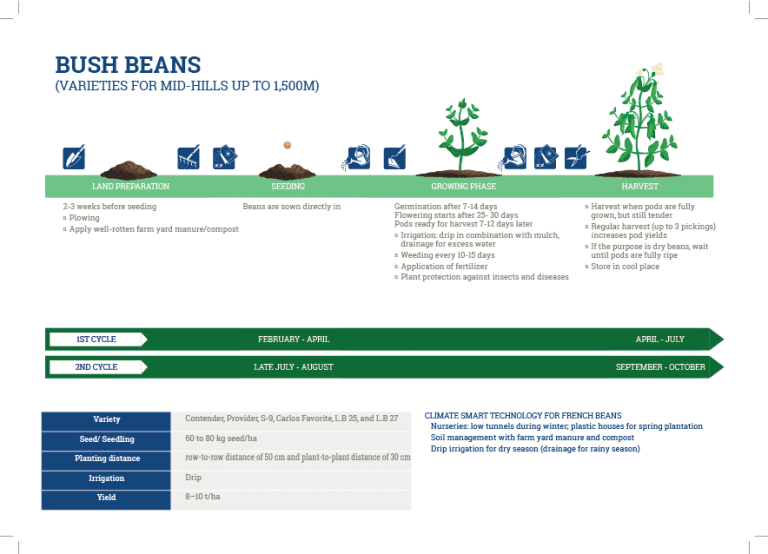 BUSH BEANS
(VARIETIES FOR MID-HILLS UP TO 1,500M)
LAND PREPARATION
SEEDING
GROWING PHASE
HARVEST
2-3 weeks before seeding
¤ Plowing
¤ Apply well-rotten farm yard manure/compost
Beans are sown directly in
Germination after 7-14 days
Flowering starts after 25- 30 days
Pods ready for harvest 7-12 days later
¤ Irrigation: drip in combination with mulch,
drainage for excess water
¤ Weeding every 10-15 days
¤ Application of fertilizer
¤ Plant protection against insects and diseases
¤ Harvest when pods are fully
grown, but still tender
¤ Regular harvest (up to 3 pickings)
increases pod yields
¤ If the purpose is dry beans, wait
until pods are fully ripe
¤ Store in cool place
1ST CYCLE
FEBRUARY - APRIL
APRIL - JULY
2ND CYCLE
LATE JULY - AUGUST
SEPTEMBER - OCTOBER
Variety
Contender, Provider, S-9, Carlos Favorite, L.B 25, and L.B 27
Seed/ Seedling
60 to 80 kg seed/ha
Planting distance
row-to-row distance of 50 cm and plant-to-plant distance of 30 cm
Irrigation
Drip
Yield
8–10 t/ha
CLIMATE SMART TECHNOLOGY FOR FRENCH BEANS
Nurseries: low tunnels during winter; plastic houses for spring plantation
Soil management with farm yard manure and compost
Drip irrigation for dry season (drainage for rainy season)